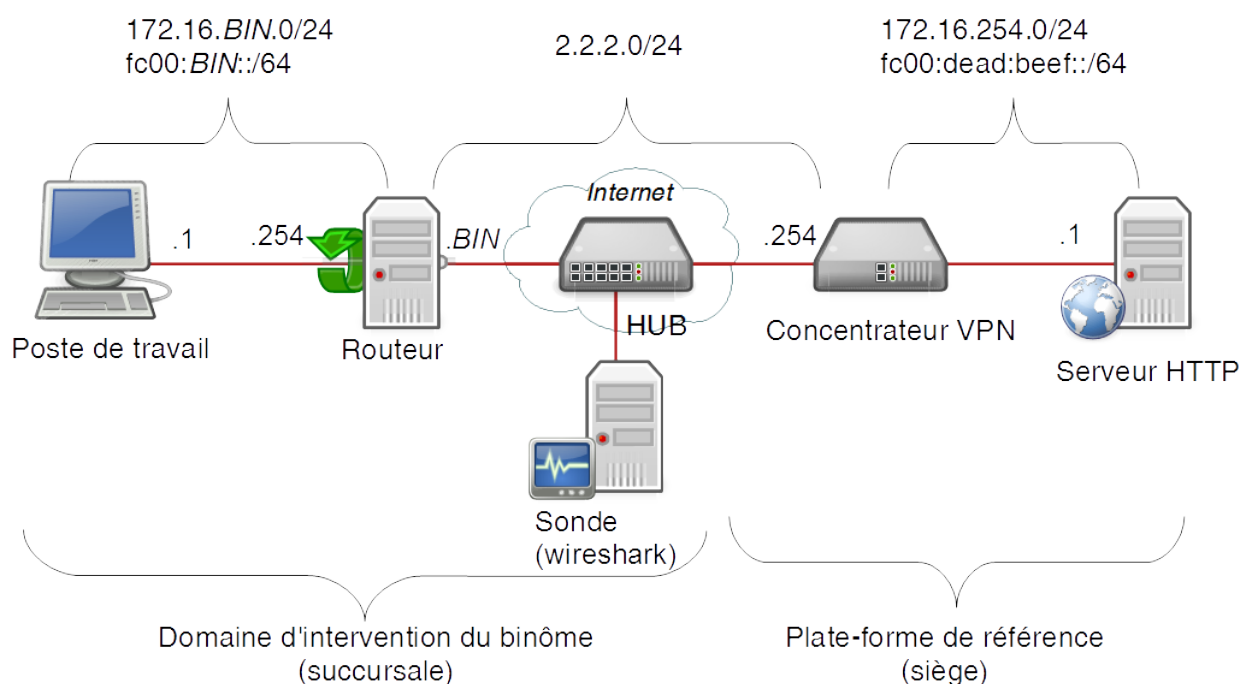 172.16.BIN.0/24
fc00:BIN::/64
2.2.2.0/24
172.16.254.0/24
fc00:dead:beef::/64
Internet
.1
.254
.BIN
.254
.1
HUB
Poste de travail
Routeur
Concentrateur VPN
Serveur HTTP
Sonde
(wireshark)
Domaine d'intervention du binôme
(succursale)
Plate-forme de référence
(siège)